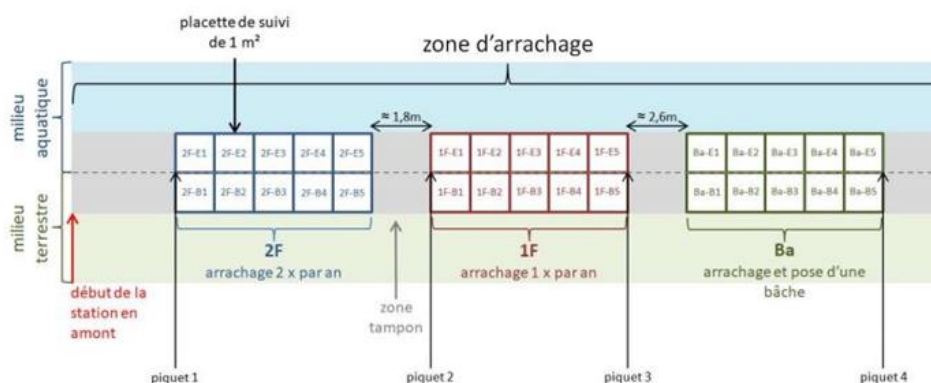 placette de suivi
de 1 m²
zone d'arrachage
milieu
aquatique
≈ 1,8m
≈ 2,6m
2F-E1 2F-E2 2F-E3 2F-E4 2F-E5
1F-E1 1F-E2 1F-E3 1F-E4 1F-E5
Ba-E1 Ba-E2 Ba-E3 Ba-E4 Ba-E5
2F-B1 2F-B2 2F-B3 2F-B4 2F-B5
1F-B1 1F-B2 1F-B3 1F-B4 1F-B5
Ba-B1 Ba-B2 Ba-B3 Ba-B4 Ba-B5
milieu
terrestre
2F
arrachage 2 x par an
1F
arrachage 1 x par an
Ba
arrachage et pose d'une
bâche
début de la
station en
amont
zone
tampon
piquet 1
piquet 2
piquet 3
piquet 4